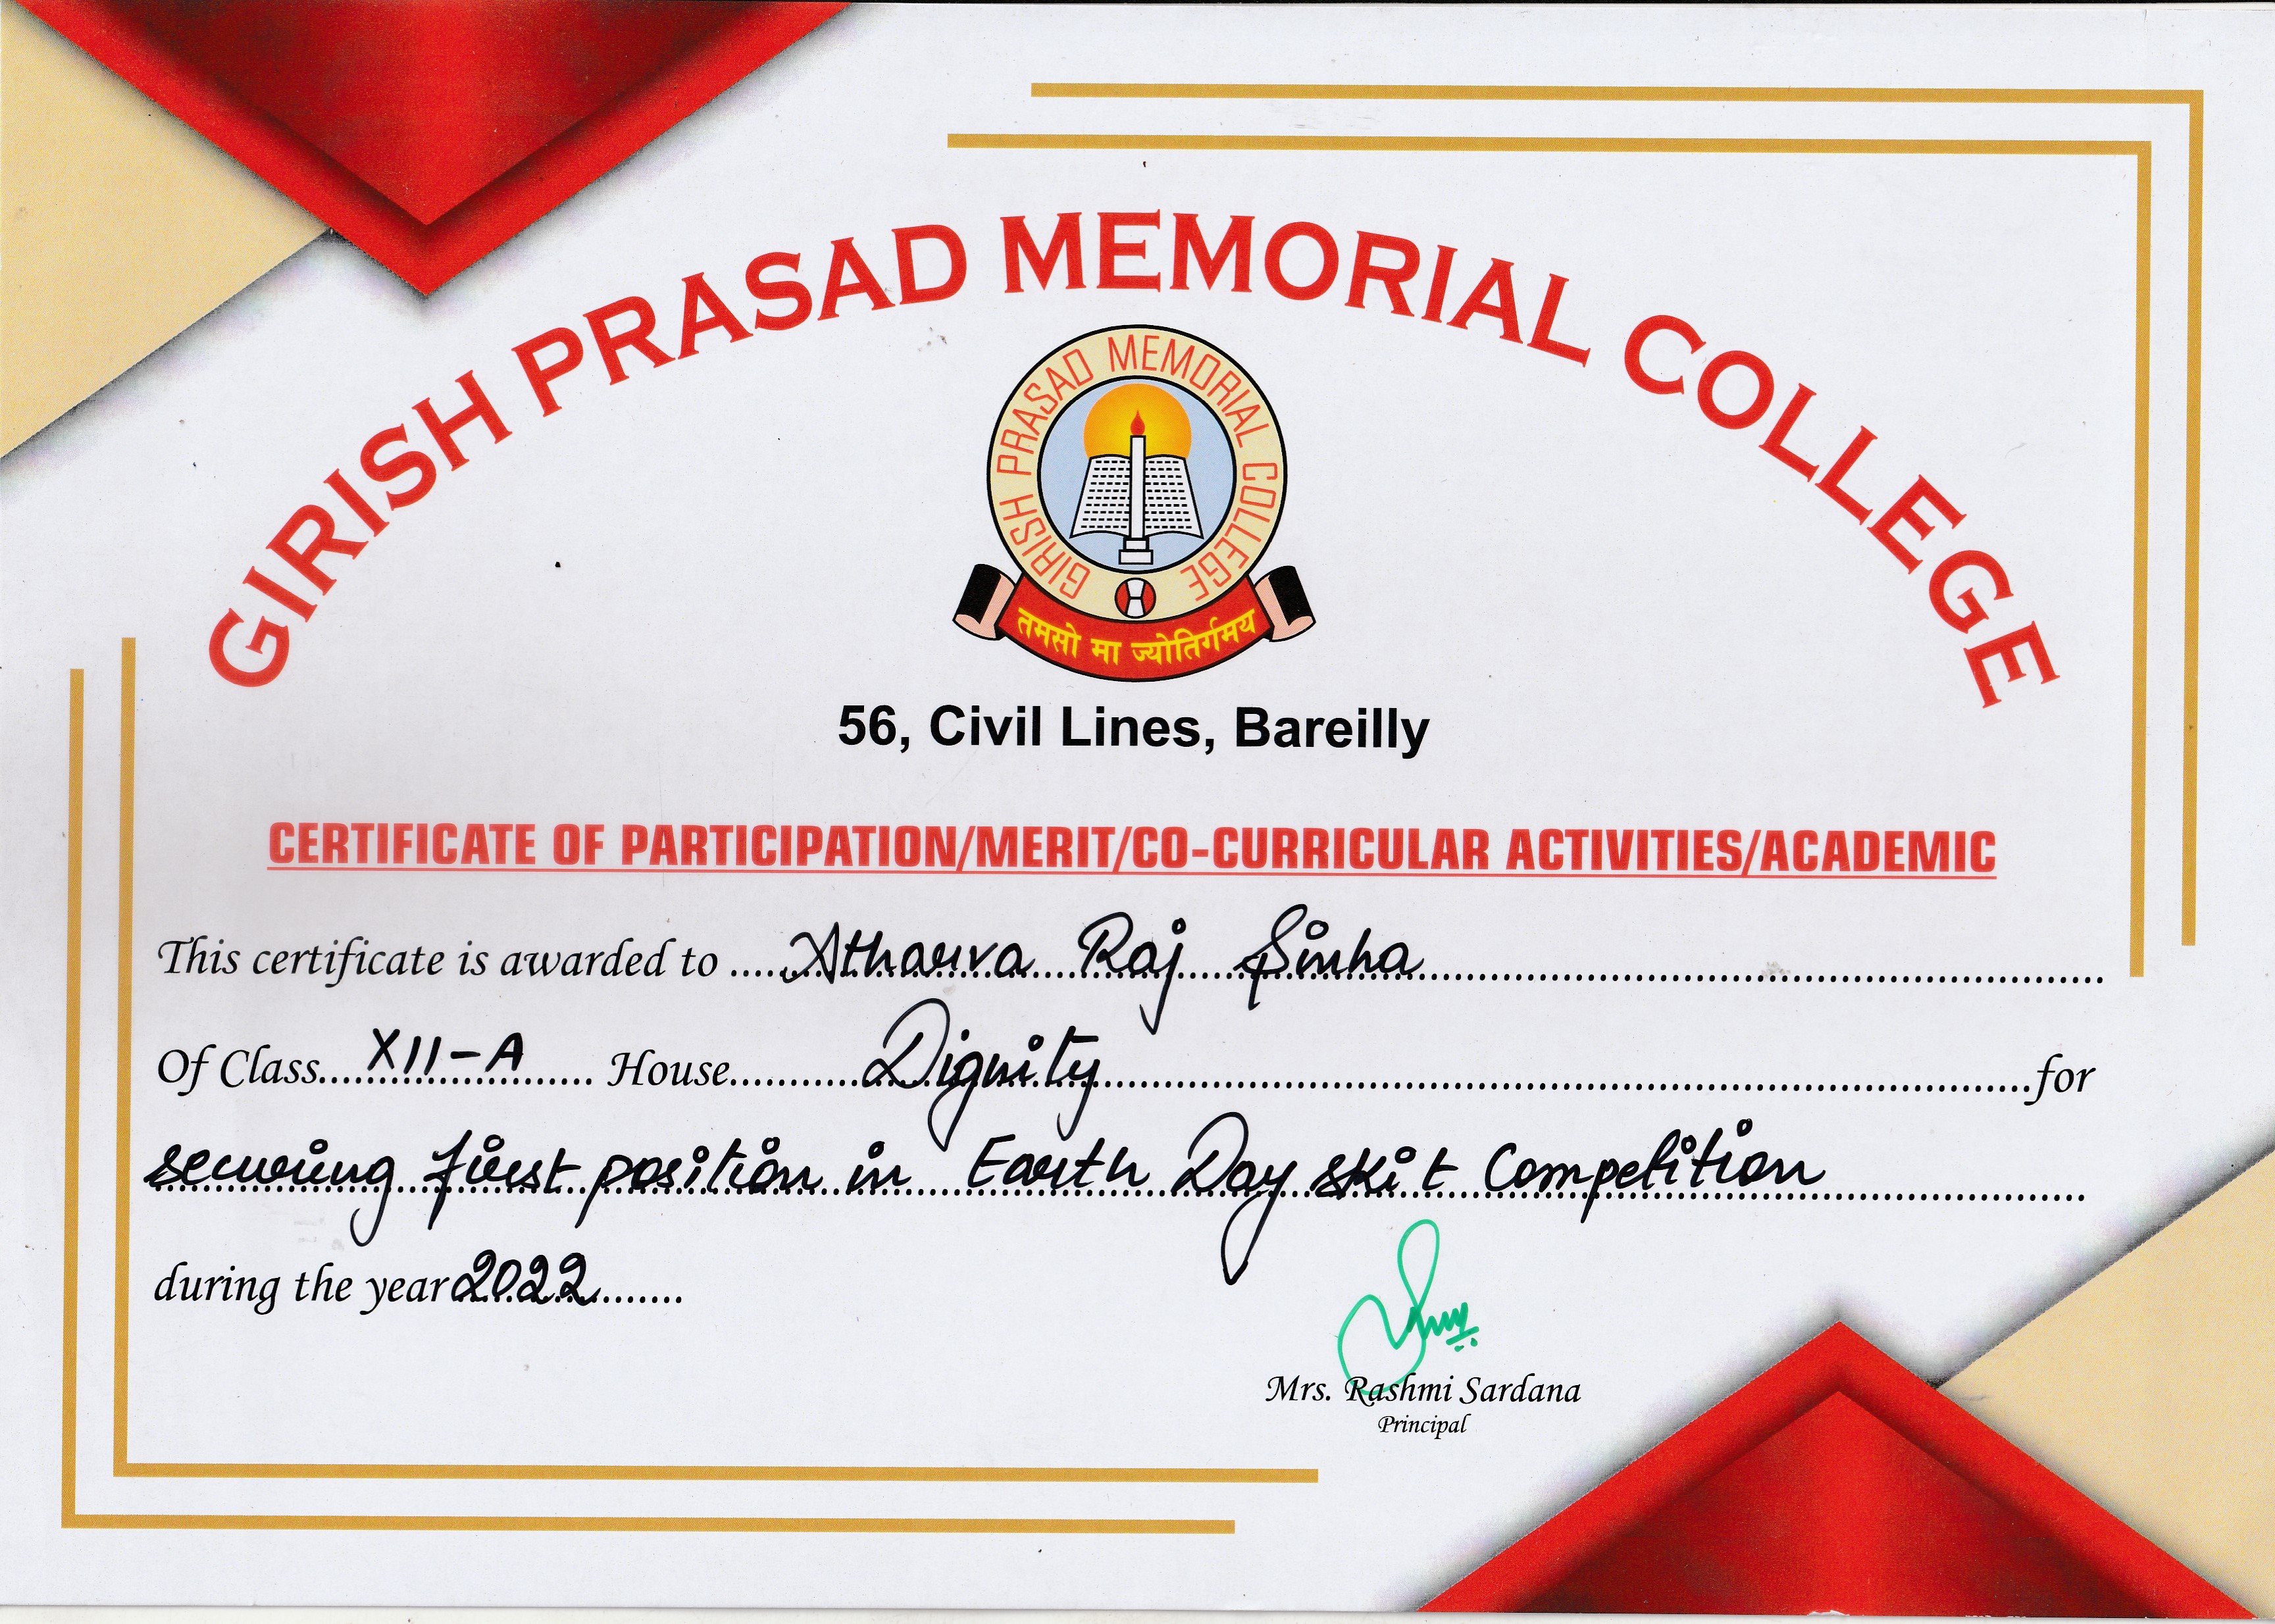 GIRISH PRASAD MEMORIAL COLLEGE
GIRISH PRASAD MEMORIAL COLLEGE
तमसो मा ज्योतिर्गमय
56, Civil Lines, Bareilly
CERTIFICATE OF PARTICIPATION/MERIT/CO-CURRICULAR ACTIVITIES/ACADEMIC
This certificate is awarded to Atharva Raj Sinha
Of Class XII-A House Dignity for
securing first position in Earth Day skit Competition
during the year 2022
Mrs. Rashmi Sardana
Principal